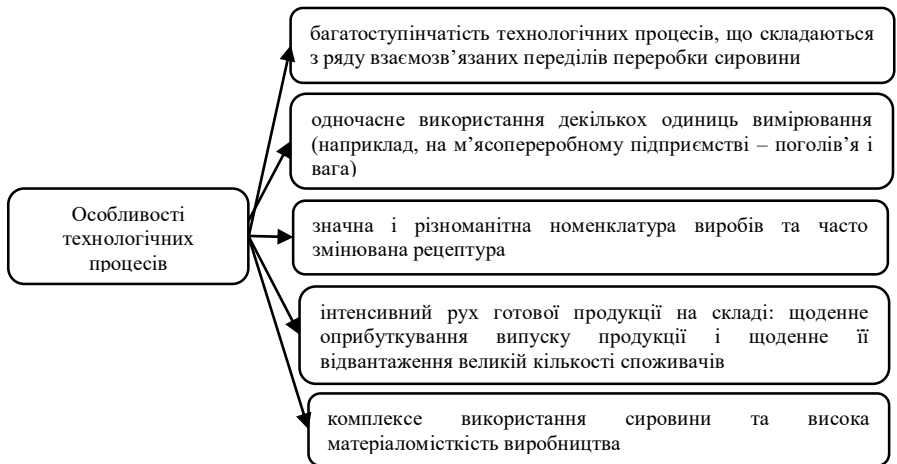 багатоступінчатість технологічних процесів, що складаються
з ряду взаємозв’язаних переділів переробки сировини
одночасне використання декількох одиниць вимірювання
(наприклад, на м’ясопереробному підприємстві – поголів’я і
вага)
Особливості
технологічних
процесів
значна і різноманітна номенклатура виробів та часто
змінювана рецептура
інтенсивний рух готової продукції на складі: щоденне
оприбуткування випуску продукції і щоденне її
відвантаження великій кількості споживачів
комплексе використання сировини та висока
матеріаломісткість виробництва